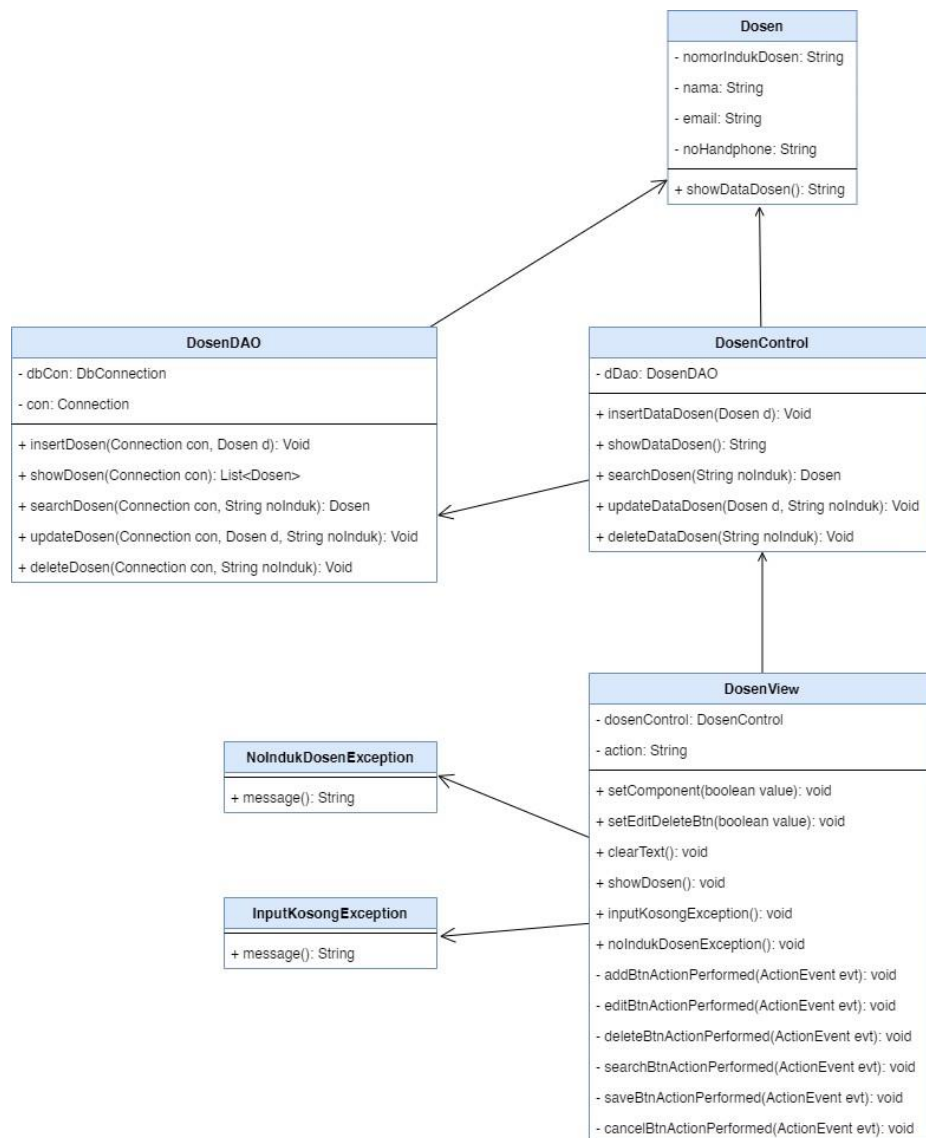 Dosen
- nomorIndukDosen: String
- nama: String
- email: String
- noHandphone: String
+ showDataDosen(): String
DosenDAO
- dbCon: DbConnection
- con: Connection
+ insertDosen(Connection con, Dosen d): Void
+ showDosen(Connection con): List<Dosen>
+ searchDosen(Connection con, String noInduk): Dosen
+ updateDosen(Connection con, Dosen d, String noInduk): Void
+ deleteDosen(Connection con, String noInduk): Void
DosenControl
- dDao: DosenDAO
+ insertDataDosen(Dosen d): Void
+ showDataDosen(): String
+ searchDosen(String noInduk): Dosen
+ updateDataDosen(Dosen d, String noInduk): Void
+ deleteDataDosen(String noInduk): Void
NoIndukDosenException
+ message(): String
InputKosongException
+ message(): String
DosenView
- dosenControl: DosenControl
- action: String
+ setComponent(boolean value): void
+ setEditDeleteBtn(boolean value): void
+ clearText(): void
+ showDosen(): void
+ inputKosongException(): void
+ noIndukDosenException(): void
- addBtnActionPerformed(ActionEvent evt): void
- editBtnActionPerformed(ActionEvent evt): void
- deleteBtnActionPerformed(ActionEvent evt): void
- searchBtnActionPerformed(ActionEvent evt): void
- saveBtnActionPerformed(ActionEvent evt): void
- cancelBtnActionPerformed(ActionEvent evt): void